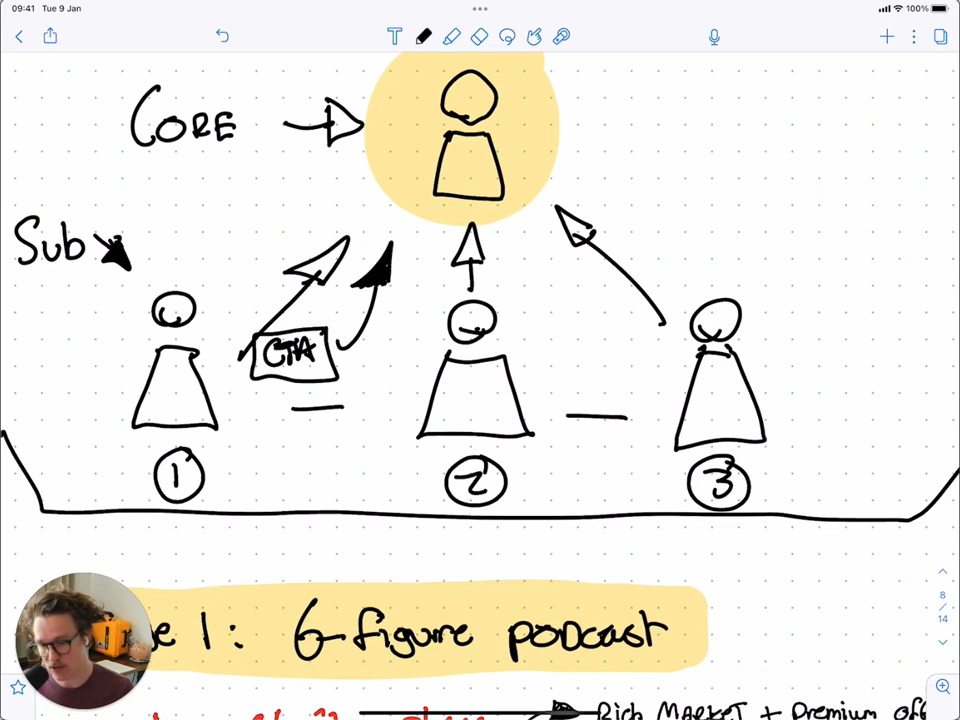 09:41 Tue 9 Jan
100%
CORE
Sub
CTA
1
2
3
8
/
14
1: 6-figure podcast
Rich MARKET + Premium